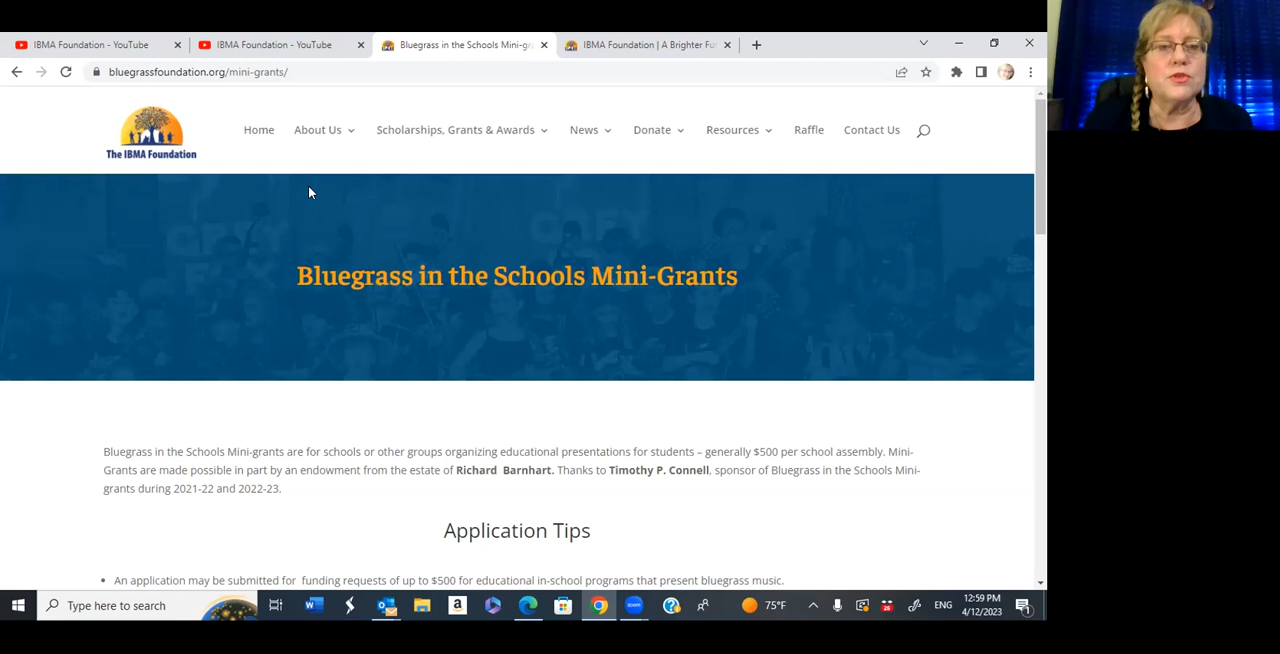 IBMA Foundation - YouTube
IBMA Foundation - YouTube
Bluegrass in the Schools Mini-gr
IBMA Foundation | A Brighter Fu
bluegrassfoundation.org/mini-grants/
The IBMA Foundation
Home About Us Scholarships, Grants & Awards News Donate Resources Raffle Contact Us
Bluegrass in the Schools Mini-Grants
Bluegrass in the Schools Mini-grants are for schools or other groups organizing educational presentations for students – generally $500 per school assembly. Mini-
Grants are made possible in part by an endowment from the estate of Richard Barnhart. Thanks to Timothy P. Connell, sponsor of Bluegrass in the Schools Mini-
grants during 2021-22 and 2022-23.
Application Tips
• An application may be submitted for funding requests of up to $500 for educational in-school programs that present bluegrass music.
Type here to search
75°F
ENG
12:59 PM
4/12/2023